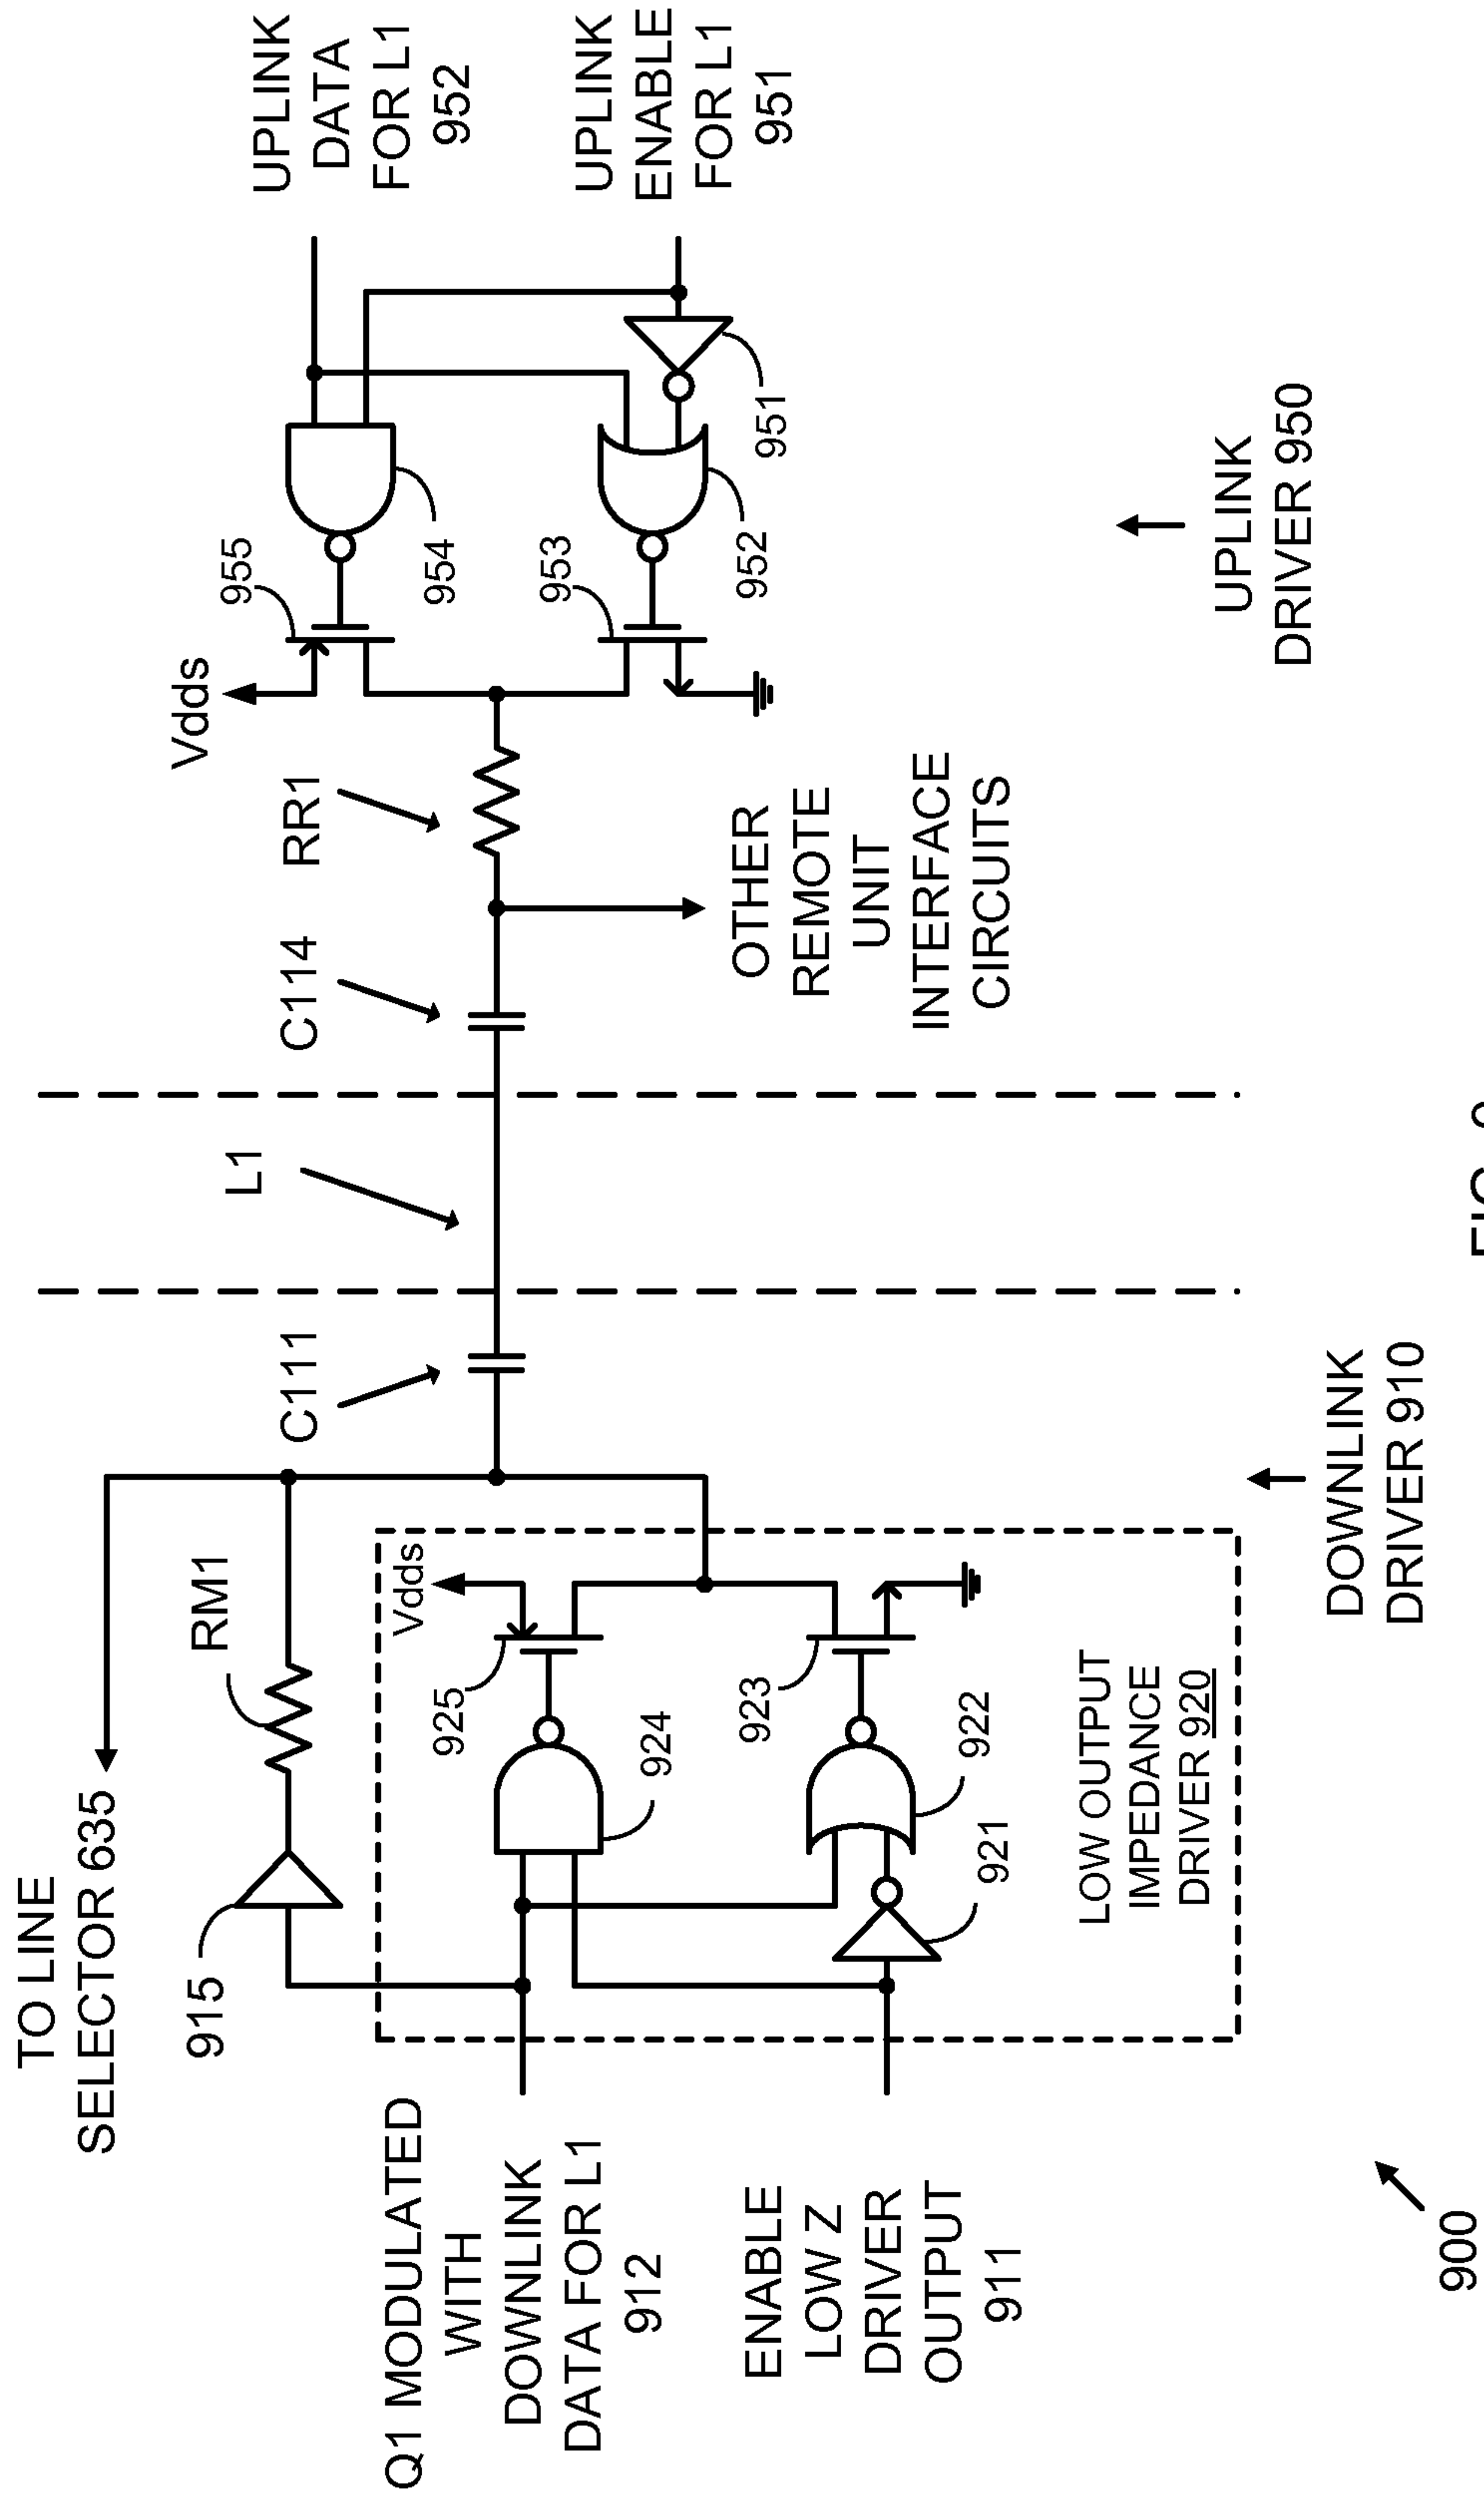 TO LINE
SELECTOR 635
915
RM1
Q1 MODULATED
WITH
DOWNLINK
DATA FOR L1
912
ENABLE
LOW Z
DRIVER
OUTPUT
911
Vdds
925
924
923
922
921
LOW OUTPUT
IMPEDANCE
DRIVER 920
DOWNLINK
DRIVER 910
C111
L1
C114
RR1
OTHER
REMOTE
UNIT
INTERFACE
CIRCUITS
Vdds
955
954
953
952
951
UPLINK
DATA
FOR L1
952
UPLINK
ENABLE
FOR L1
951
UPLINK
DRIVER 950
900